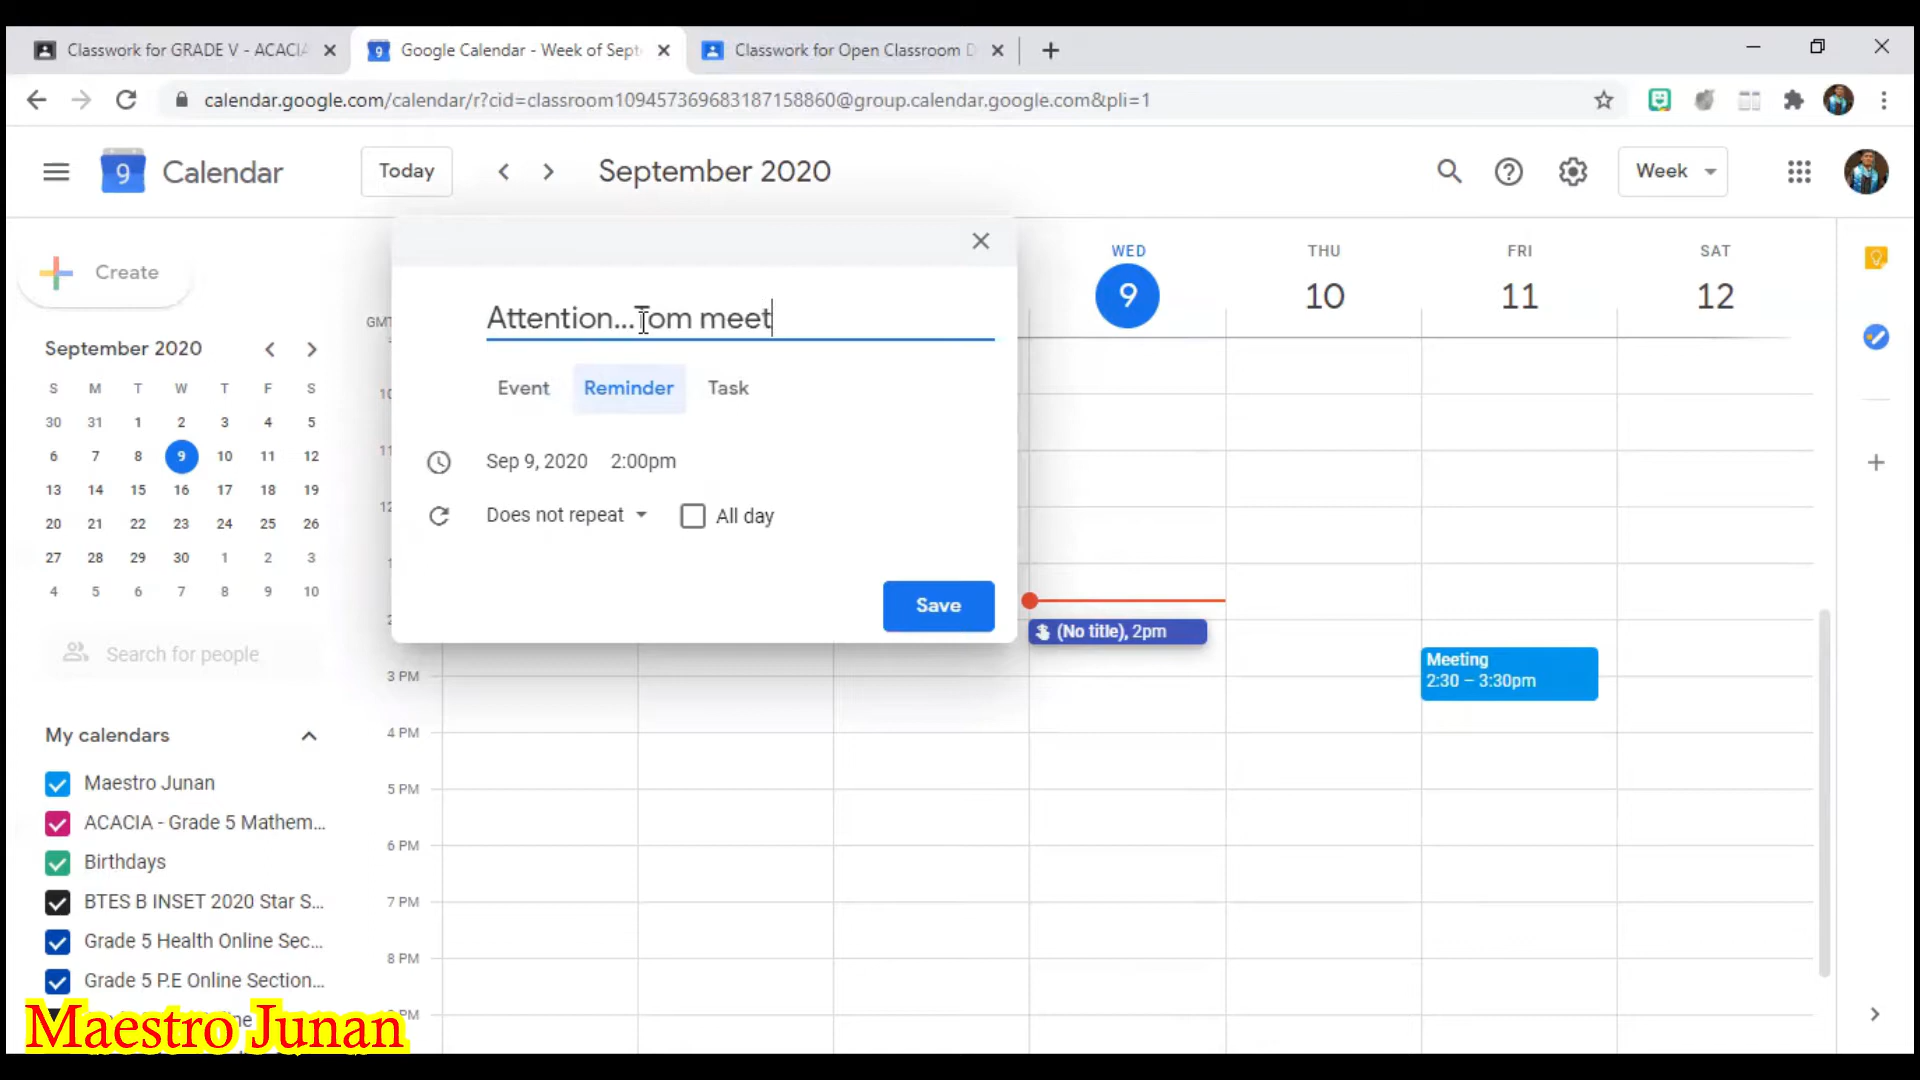 Classwork for GRADE V - ACACIA
Google Calendar - Week of Sept
Classwork for Open Classroom D
calendar.google.com/calendar/r?cid=classroom109457369683187158860@group.calendar.google.com&pli=1
9 Calendar
Today
September 2020
Week
Create
Attention...Tom meet
WED THU FRI SAT
9 10 11 12
GMT
September 2020
S M T W T F S
30 31 1 2 3 4 5
6 7 8 9 10 11 12
13 14 15 16 17 18 19
20 21 22 23 24 25 26
27 28 29 30 1 2 3
4 5 6 7 8 9 10
Event Reminder Task
Sep 9, 2020 2:00pm
Does not repeat All day
Save
(No title), 2pm
Meeting
2:30 – 3:30pm
Search for people
3 PM
4 PM
5 PM
6 PM
7 PM
8 PM
PM
My calendars
Maestro Junan
ACACIA - Grade 5 Mathem...
Birthdays
BTES B INSET 2020 Star S...
Grade 5 Health Online Sec...
Grade 5 P.E Online Section...
Maestro Junan